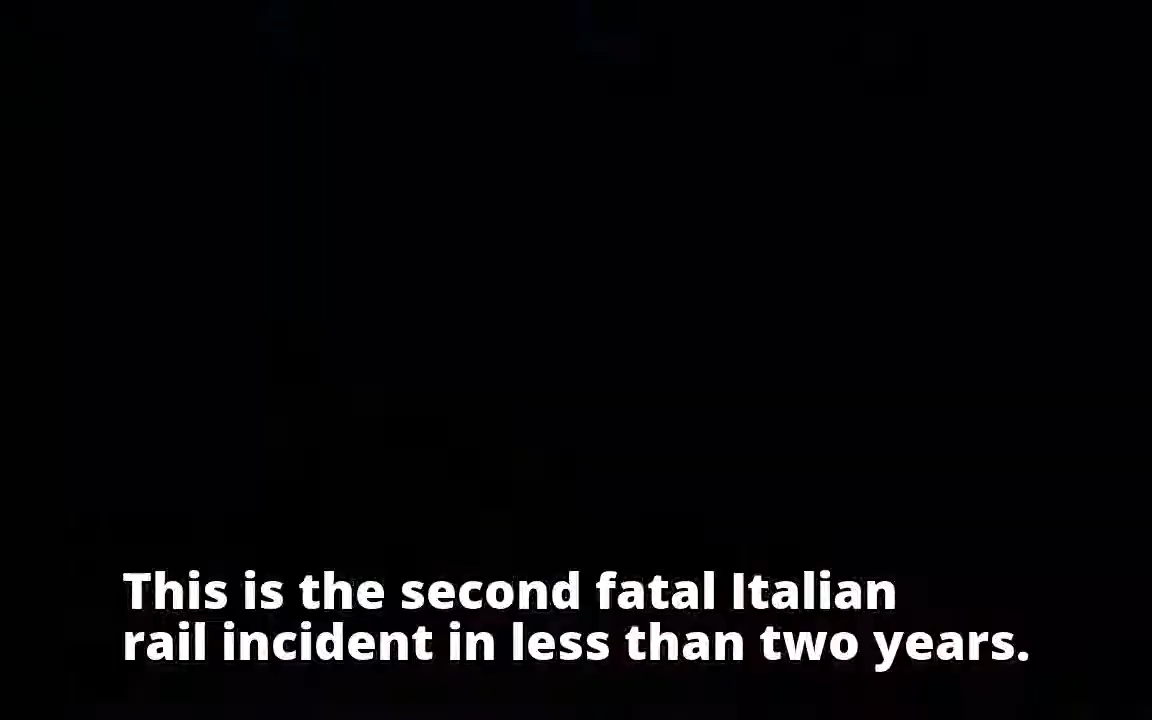 This is the second fatal Italian
rail incident in less than two years.